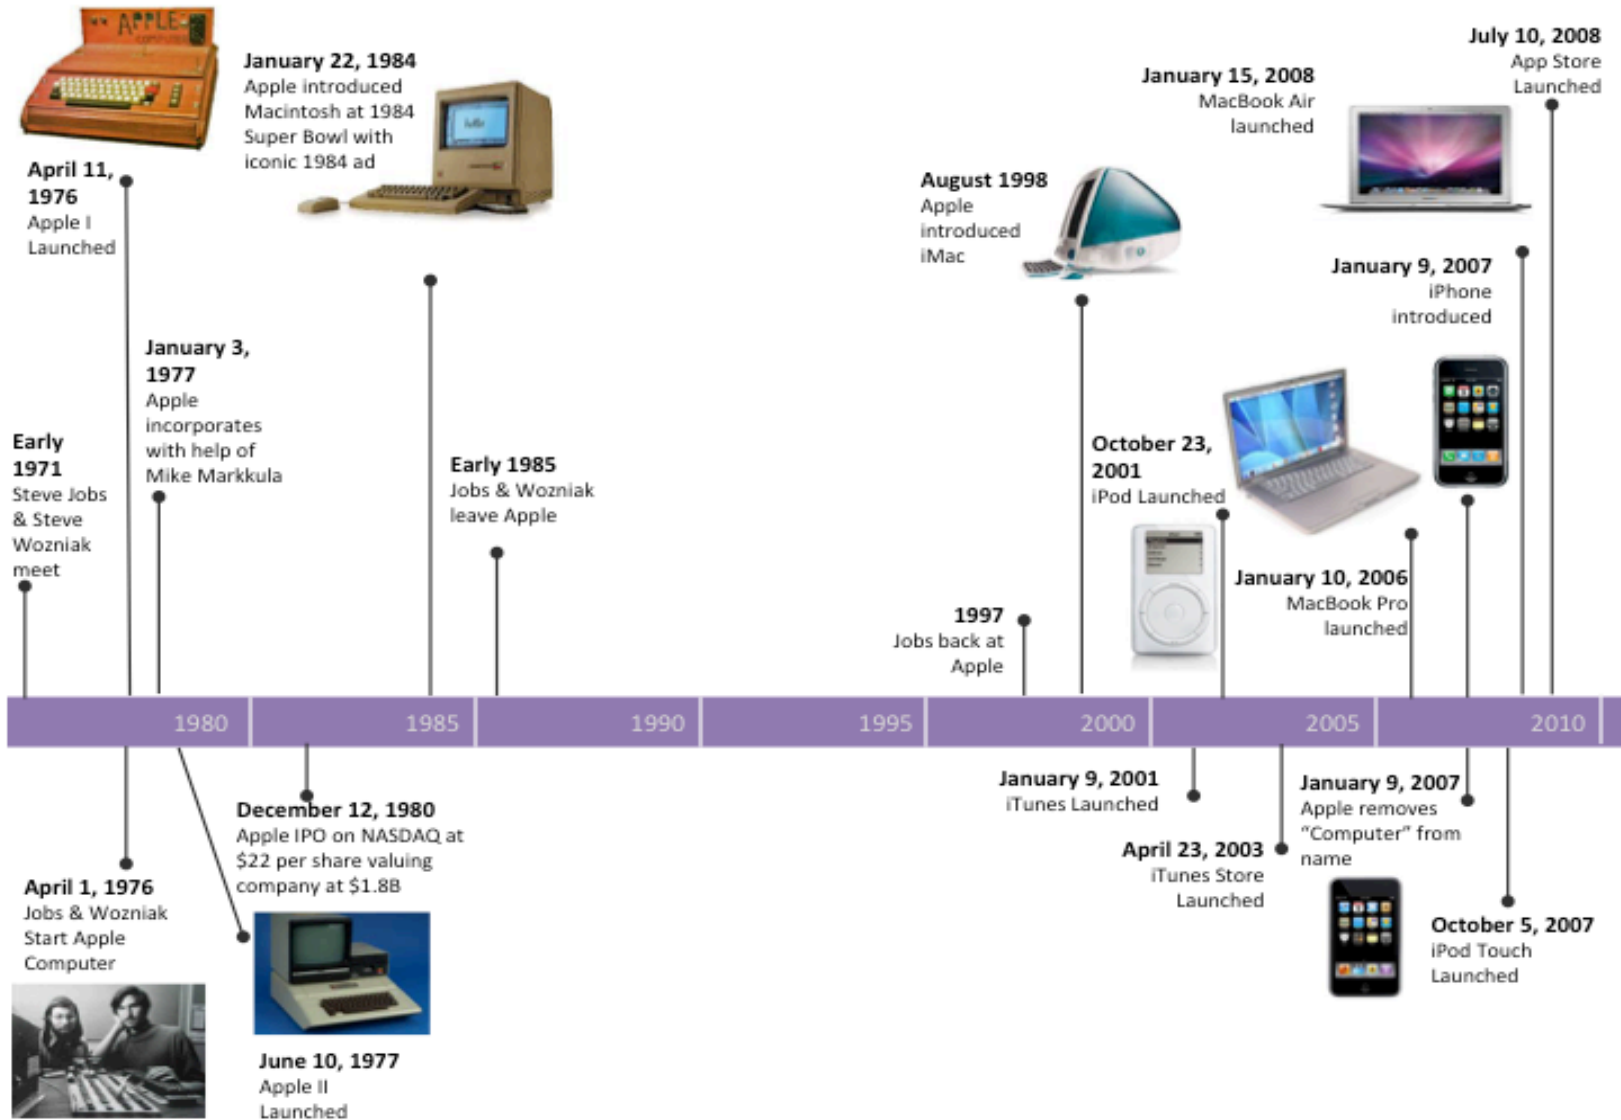 APPLE
COMPUTER
April 11,
1976
Apple I
Launched
January 22, 1984
Apple introduced
Macintosh at 1984
Super Bowl with
iconic 1984 ad
January 3,
1977
Apple
incorporates
with help of
Mike Markkula
Early
1971
Steve Jobs
& Steve
Wozniak
meet
Early 1985
Jobs & Wozniak
leave Apple
August 1998
Apple
introduced
iMac
January 15, 2008
MacBook Air
launched
July 10, 2008
App Store
Launched
January 9, 2007
iPhone
introduced
October 23,
2001
iPod Launched
January 10, 2006
MacBook Pro
launched
1997
Jobs back at
Apple
1980
1985
1990
1995
2000
2005
2010
April 1, 1976
Jobs & Wozniak
Start Apple
Computer
December 12, 1980
Apple IPO on NASDAQ at
$22 per share valuing
company at $1.8B
June 10, 1977
Apple II
Launched
January 9, 2001
iTunes Launched
April 23, 2003
iTunes Store
Launched
January 9, 2007
Apple removes
“Computer” from
name
October 5, 2007
iPod Touch
Launched